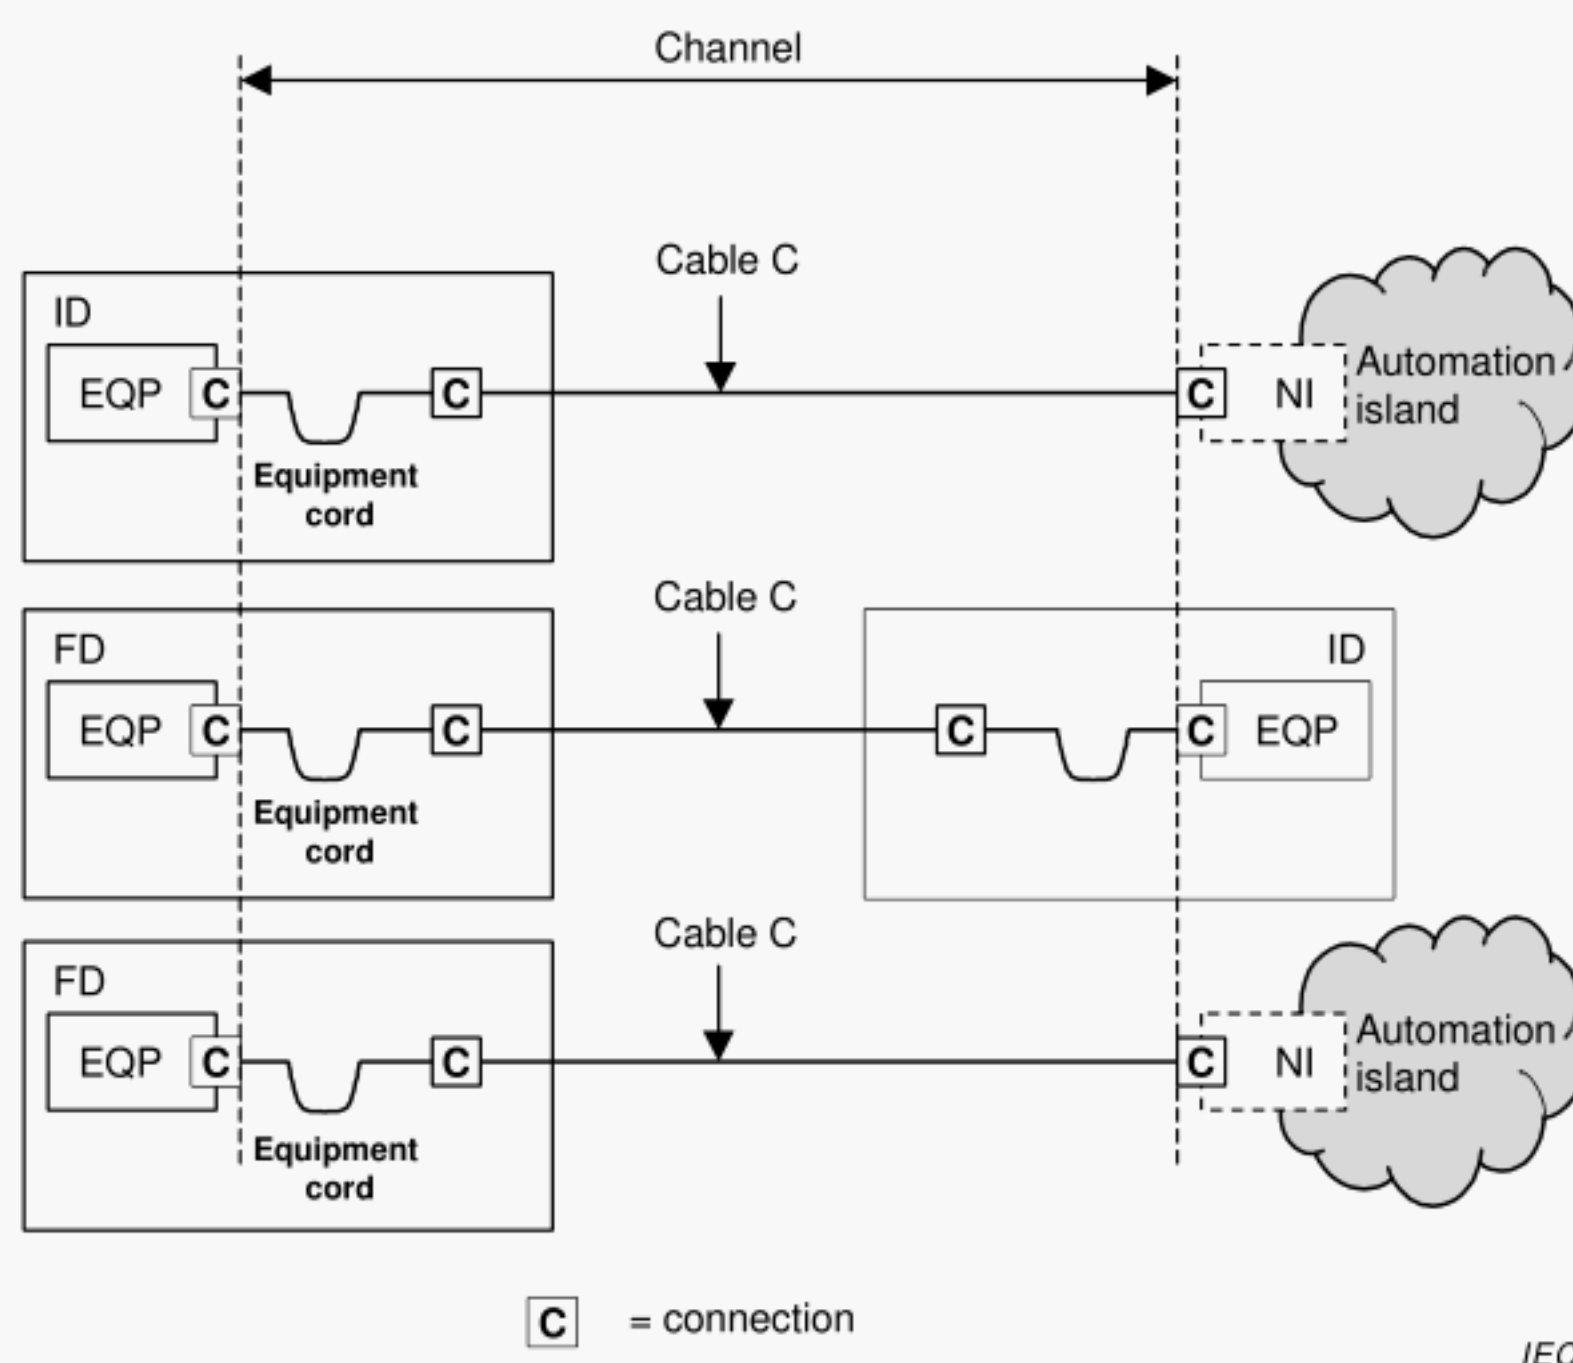 Channel
Cable C
ID
EQP C C C NI Automation
island
Equipment
cord
Cable C
FD ID
EQP C C C C EQP
Equipment
cord
Cable C
FD
EQP C C C NI Automation
island
Equipment
cord
C = connection
IEC